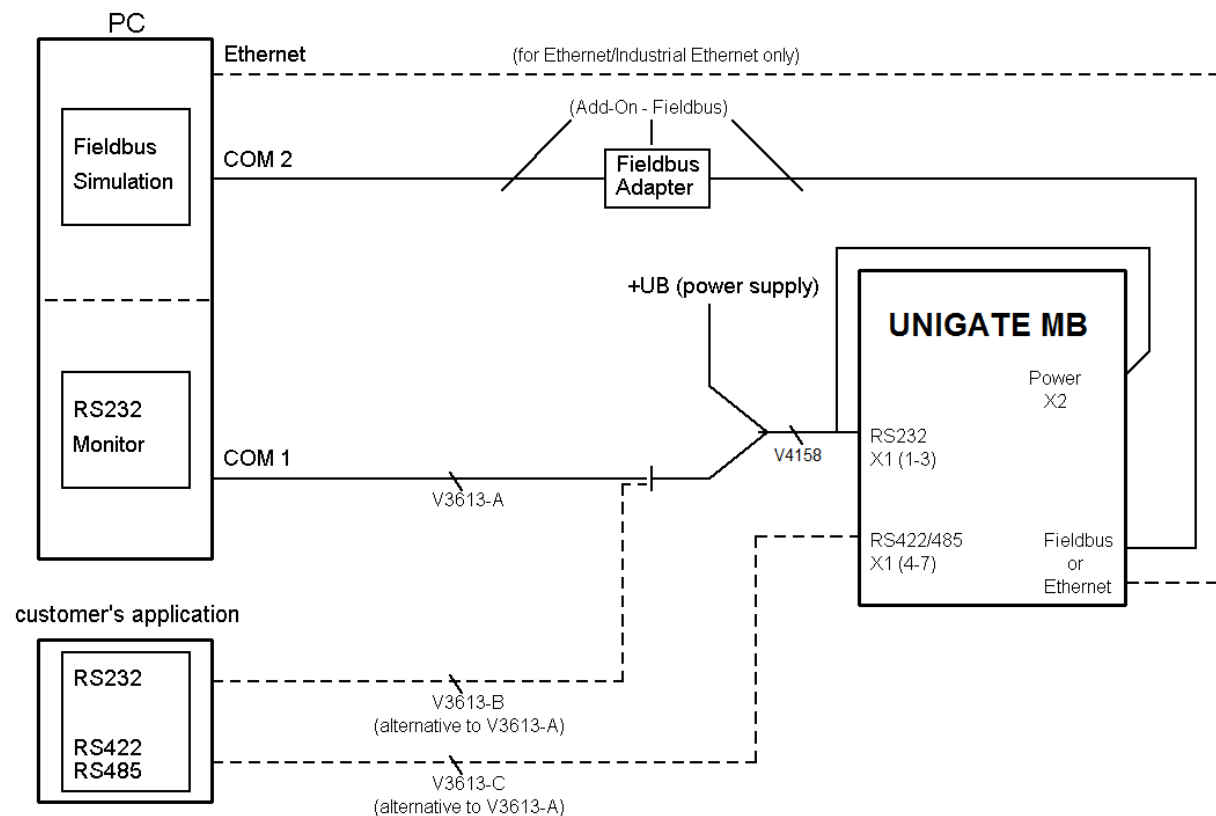 PC
Ethernet
(for Ethernet/Industrial Ethernet only)
(Add-On - Fieldbus)
Fieldbus
Simulation
COM 2
Fieldbus
Adapter
+UB (power supply)
UNIGATE MB
Power
X2
RS232
Monitor
COM 1
V3613-A
V4158
RS232
X1 (1-3)
RS422/485
X1 (4-7)
Fieldbus
or
Ethernet
customer's application
RS232
V3613-B
(alternative to V3613-A)
RS422
RS485
V3613-C
(alternative to V3613-A)